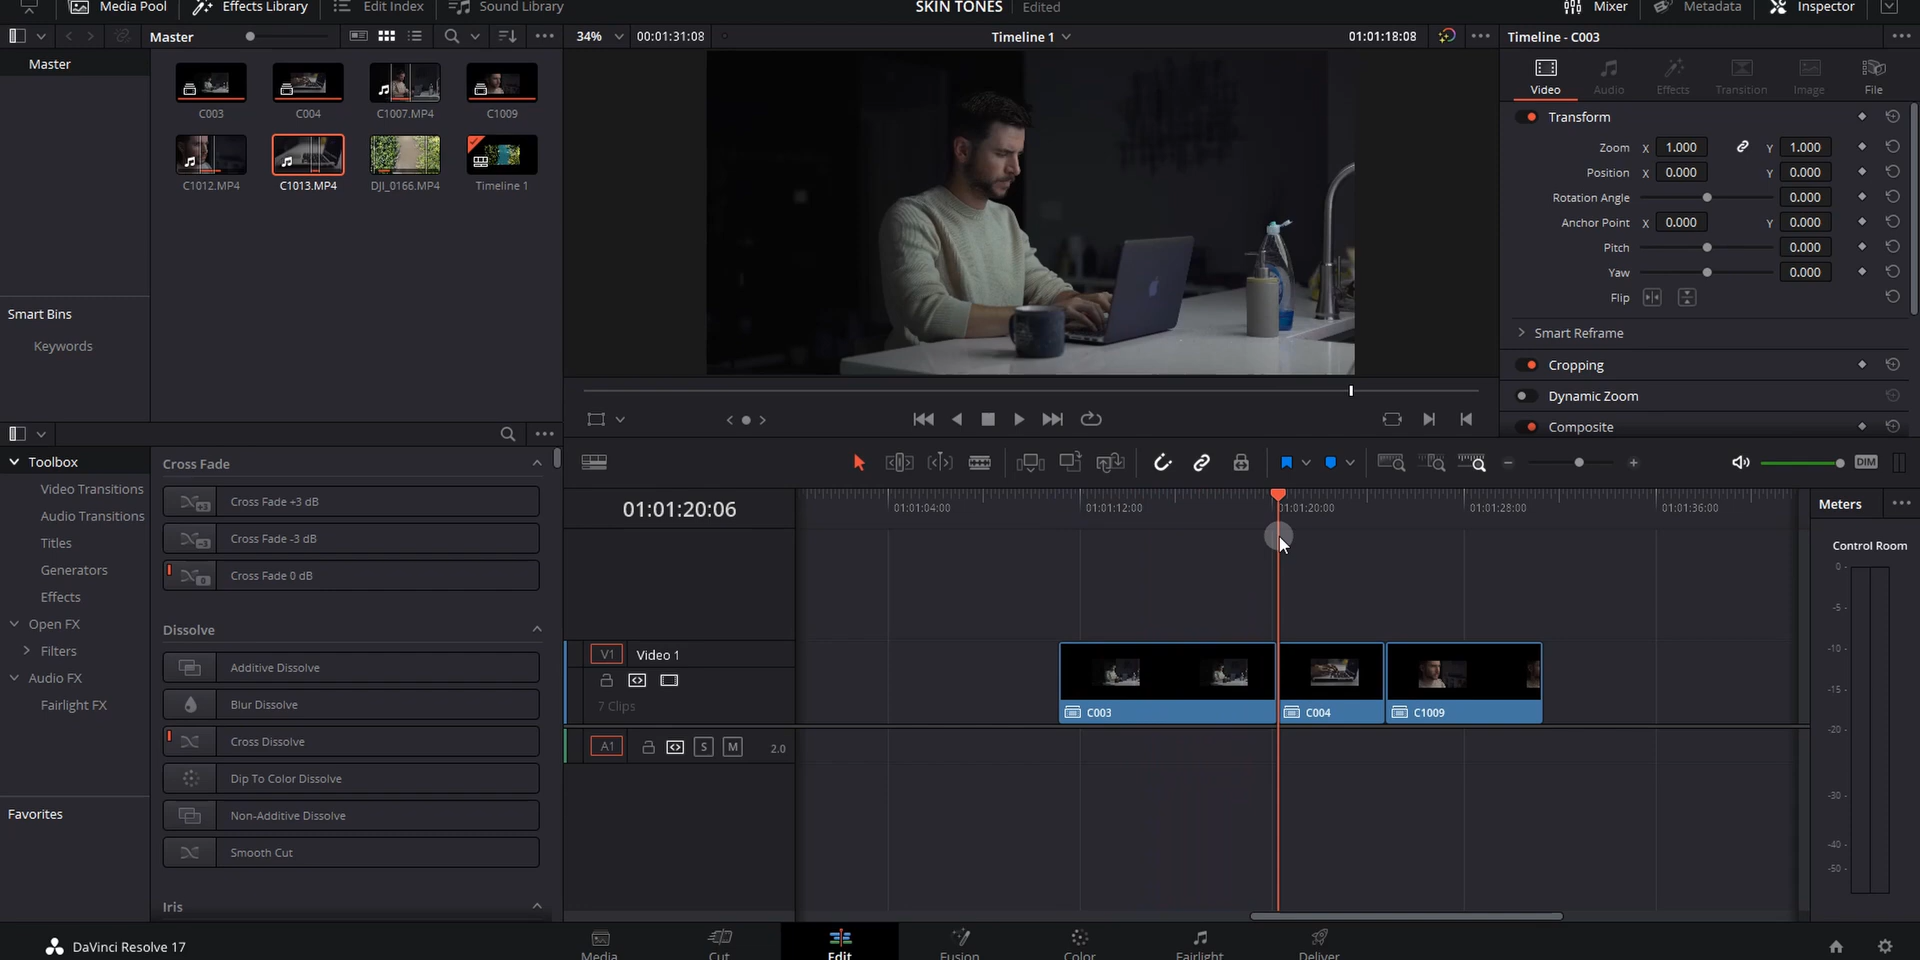 Media Pool
Effects Library
Edit Index
Sound Library
SKIN TONES
Edited
Mixer
Metadata
Inspector
Master
34%
00:01:31:08
Timeline 1
01:01:18:08
Timeline - C003
Master
C003
C004
C1007.MP4
C1009
C1012.MP4
C1013.MP4
DJI_0166.MP4
Timeline 1
Smart Bins
Keywords
Video
Audio
Effects
Transition
Image
File
Transform
Zoom X 1.000 Y 1.000
Position X 0.000 Y 0.000
Rotation Angle 0.000
Anchor Point X 0.000 Y 0.000
Pitch 0.000
Yaw 0.000
Flip
Smart Reframe
Cropping
Dynamic Zoom
Composite
Toolbox
Video Transitions
Audio Transitions
Titles
Generators
Effects
Open FX
Filters
Audio FX
Fairlight FX
Favorites
Cross Fade
+3
Cross Fade +3 dB
-3
Cross Fade -3 dB
0
Cross Fade 0 dB
Dissolve
Additive Dissolve
Blur Dissolve
Cross Dissolve
Dip To Color Dissolve
Non-Additive Dissolve
Smooth Cut
Iris
DIM
01:01:20:06
01:01:04:00
01:01:12:00
01:01:20:00
01:01:28:00
01:01:36:00
V1
Video 1
7 Clips
C003
C004
C1009
A1
S
M
2.0
Meters
Control Room
0
-5
-10
-15
-20
-30
-40
-50
DaVinci Resolve 17
Media
Cut
Edit
Fusion
Color
Fairlight
Deliver